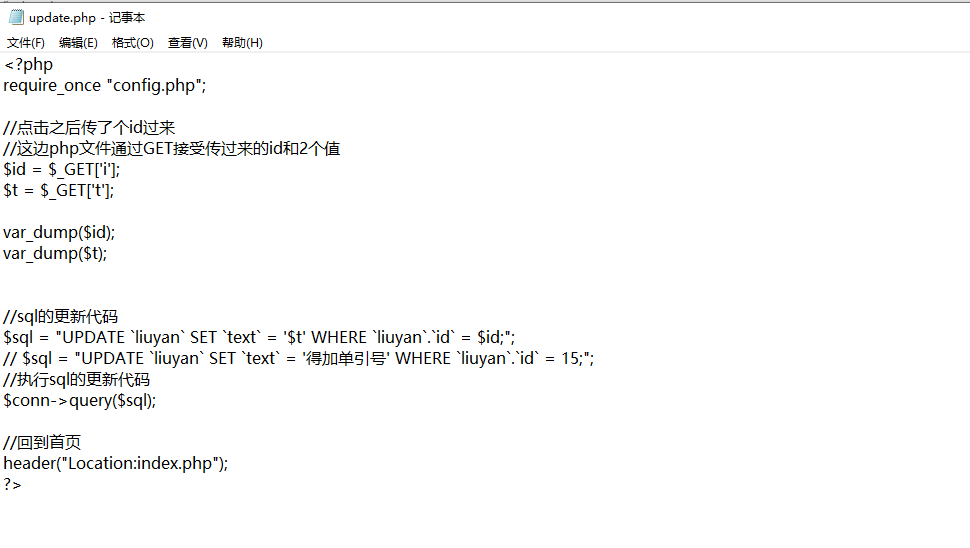 update.php - 记事本
文件(F) 编辑(E) 格式(O) 查看(V) 帮助(H)
<?php
require_once "config.php";
//点击之后传了个id过来
//这边php文件通过GET接受传过来的id和2个值
$id = $_GET['i'];
$t = $_GET['t'];
var_dump($id);
var_dump($t);
//sql的更新代码
$sql = "UPDATE `liuyan` SET `text` = '$t' WHERE `liuyan`.`id` = $id;";
// $sql = "UPDATE `liuyan` SET `text` = '得加单引号' WHERE `liuyan`.`id` = 15;";
//执行sql的更新代码
$conn->query($sql);
//回到首页
header("Location:index.php");
?>